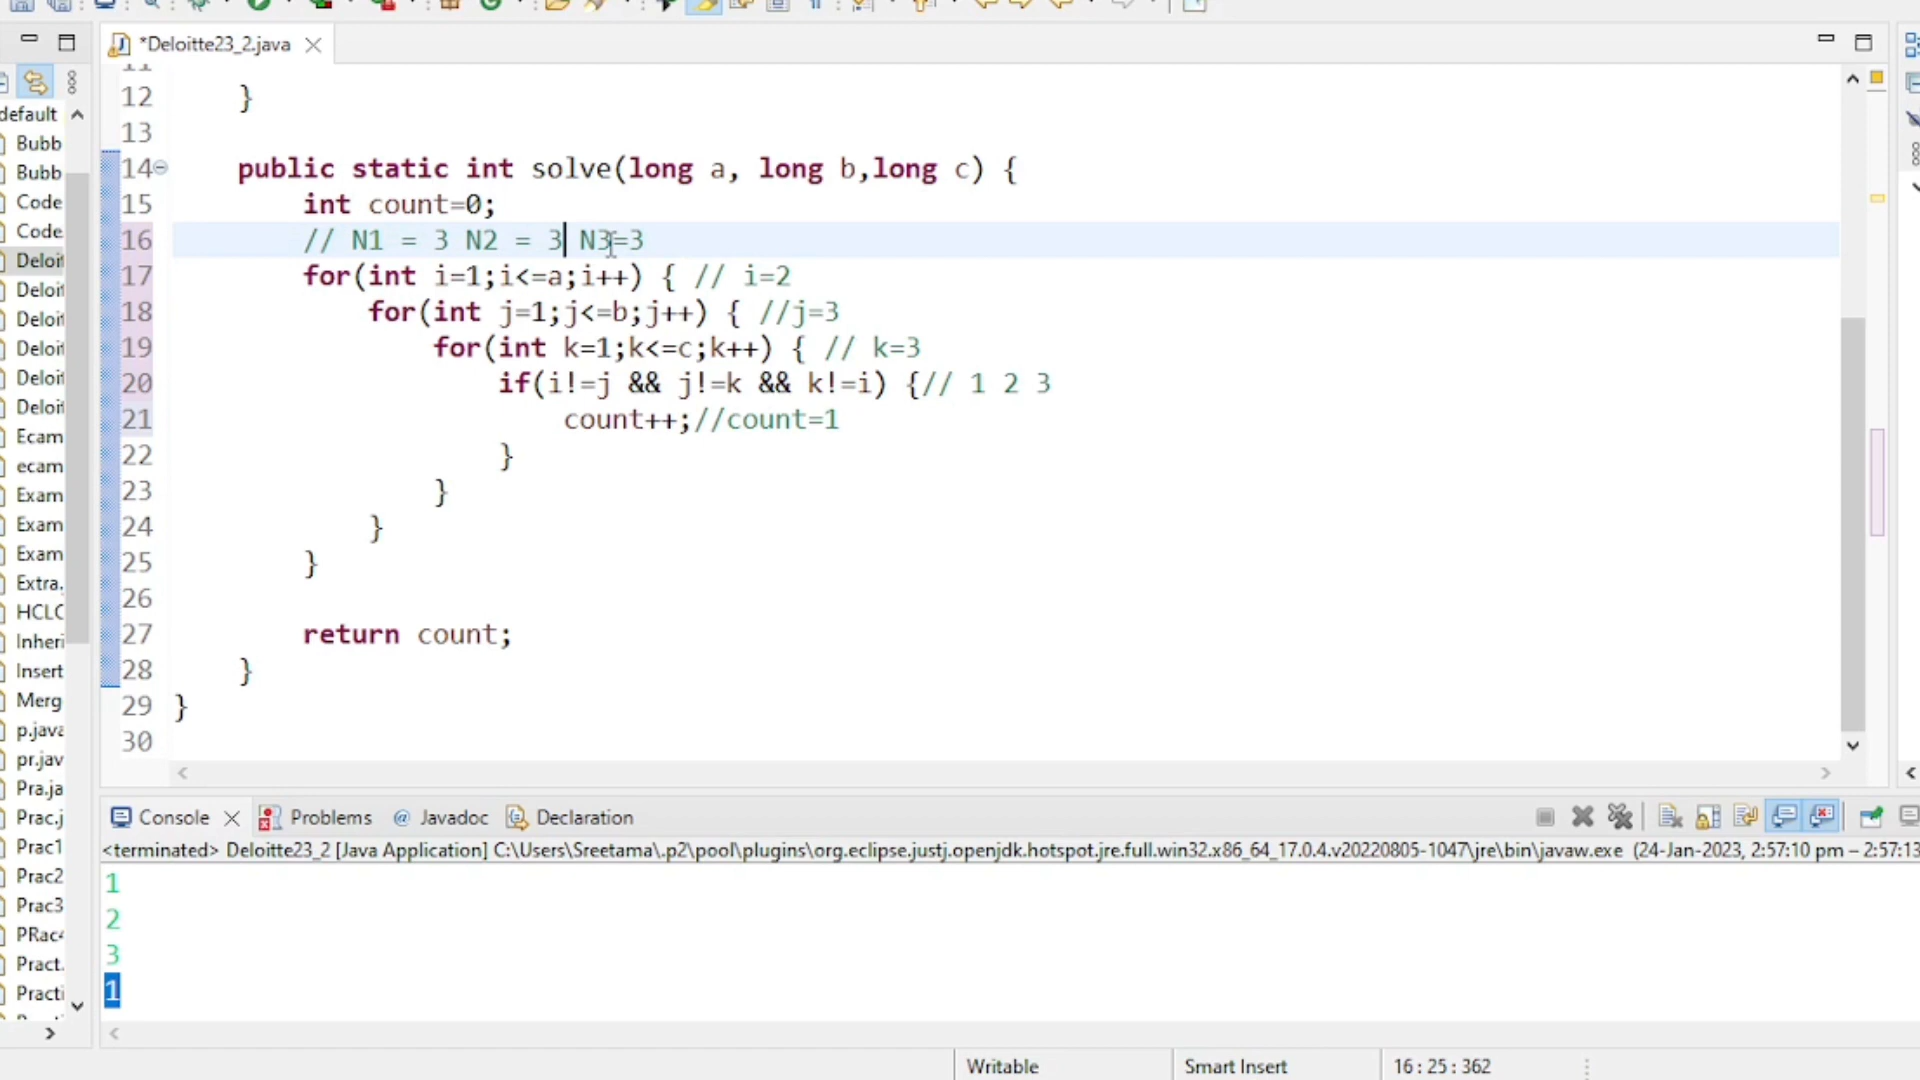 *Deloitte23_2.java
default
Bubb
Bubb
Code
Code
Deloi
Deloi
Deloi
Deloi
Deloi
Deloi
Ecam
ecam
Exam
Exam
Exam
Extra.
HCLC
Inheri
Insert
Merg
p.java
pr.jav
Pra.ja
Prac.j
Prac1
Prac2
Prac3
PRac4
Pract.
Practi
11
12 }
13
14 public static int solve(long a, long b,long c) {
15 int count=0;
16 // N1 = 3 N2 = 3 N3=3
17 for(int i=1;i<=a;i++) { // i=2
18 for(int j=1;j<=b;j++) { //j=3
19 for(int k=1;k<=c;k++) { // k=3
20 if(i!=j && j!=k && k!=i) {// 1 2 3
21 count++;//count=1
22 }
23 }
24 }
25 }
26
27 return count;
28 }
29 }
30
Console Problems @ Javadoc Declaration
<terminated> Deloitte23_2 [Java Application] C:\Users\Sreetama\.p2\pool\plugins\org.eclipse.justj.openjdk.hotspot.jre.full.win32.x86_64_17.0.4.v20220805-1047\jre\bin\javaw.exe (24-Jan-2023, 2:57:10 pm – 2:57:13
1
2
3
1
Writable Smart Insert 16 : 25 : 362